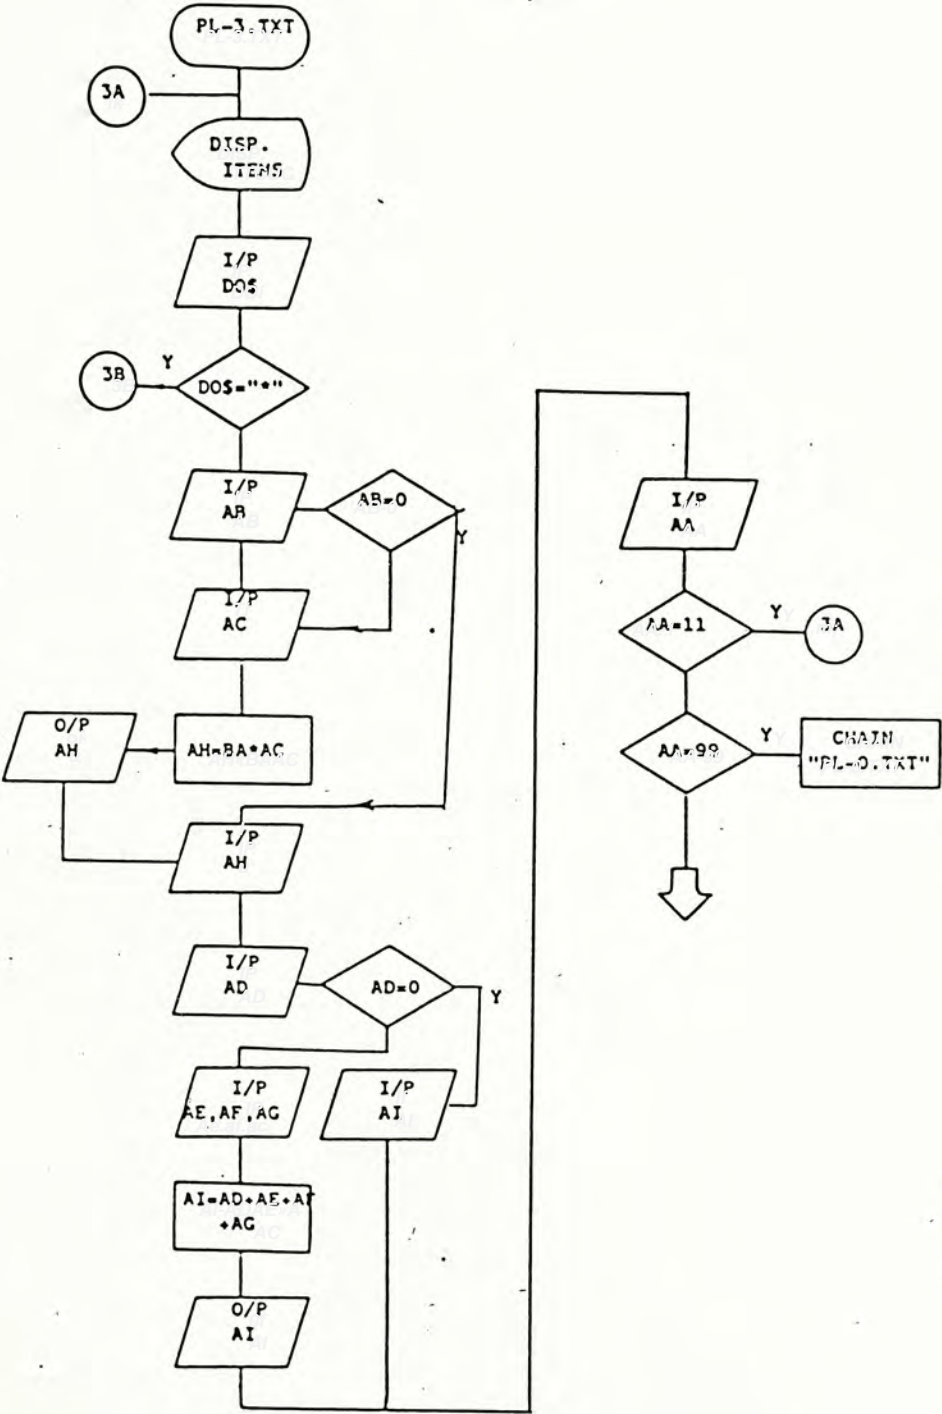 PL-3.TXT
3A
DISP.
ITEMS
I/P
DO$
Y
3B
DO$="*"
I/P
AB
AB=0
Y
I/P
AC
O/P
AH
AH=BA*AC
I/P
AH
I/P
AD
AD=0
Y
I/P
AE,AF,AG
I/P
AI
AI=AD+AE+AF
+AG
O/P
AI
I/P
AA
AA=11
Y
3A
AA=99
Y
CHAIN
"PL-0.TXT"